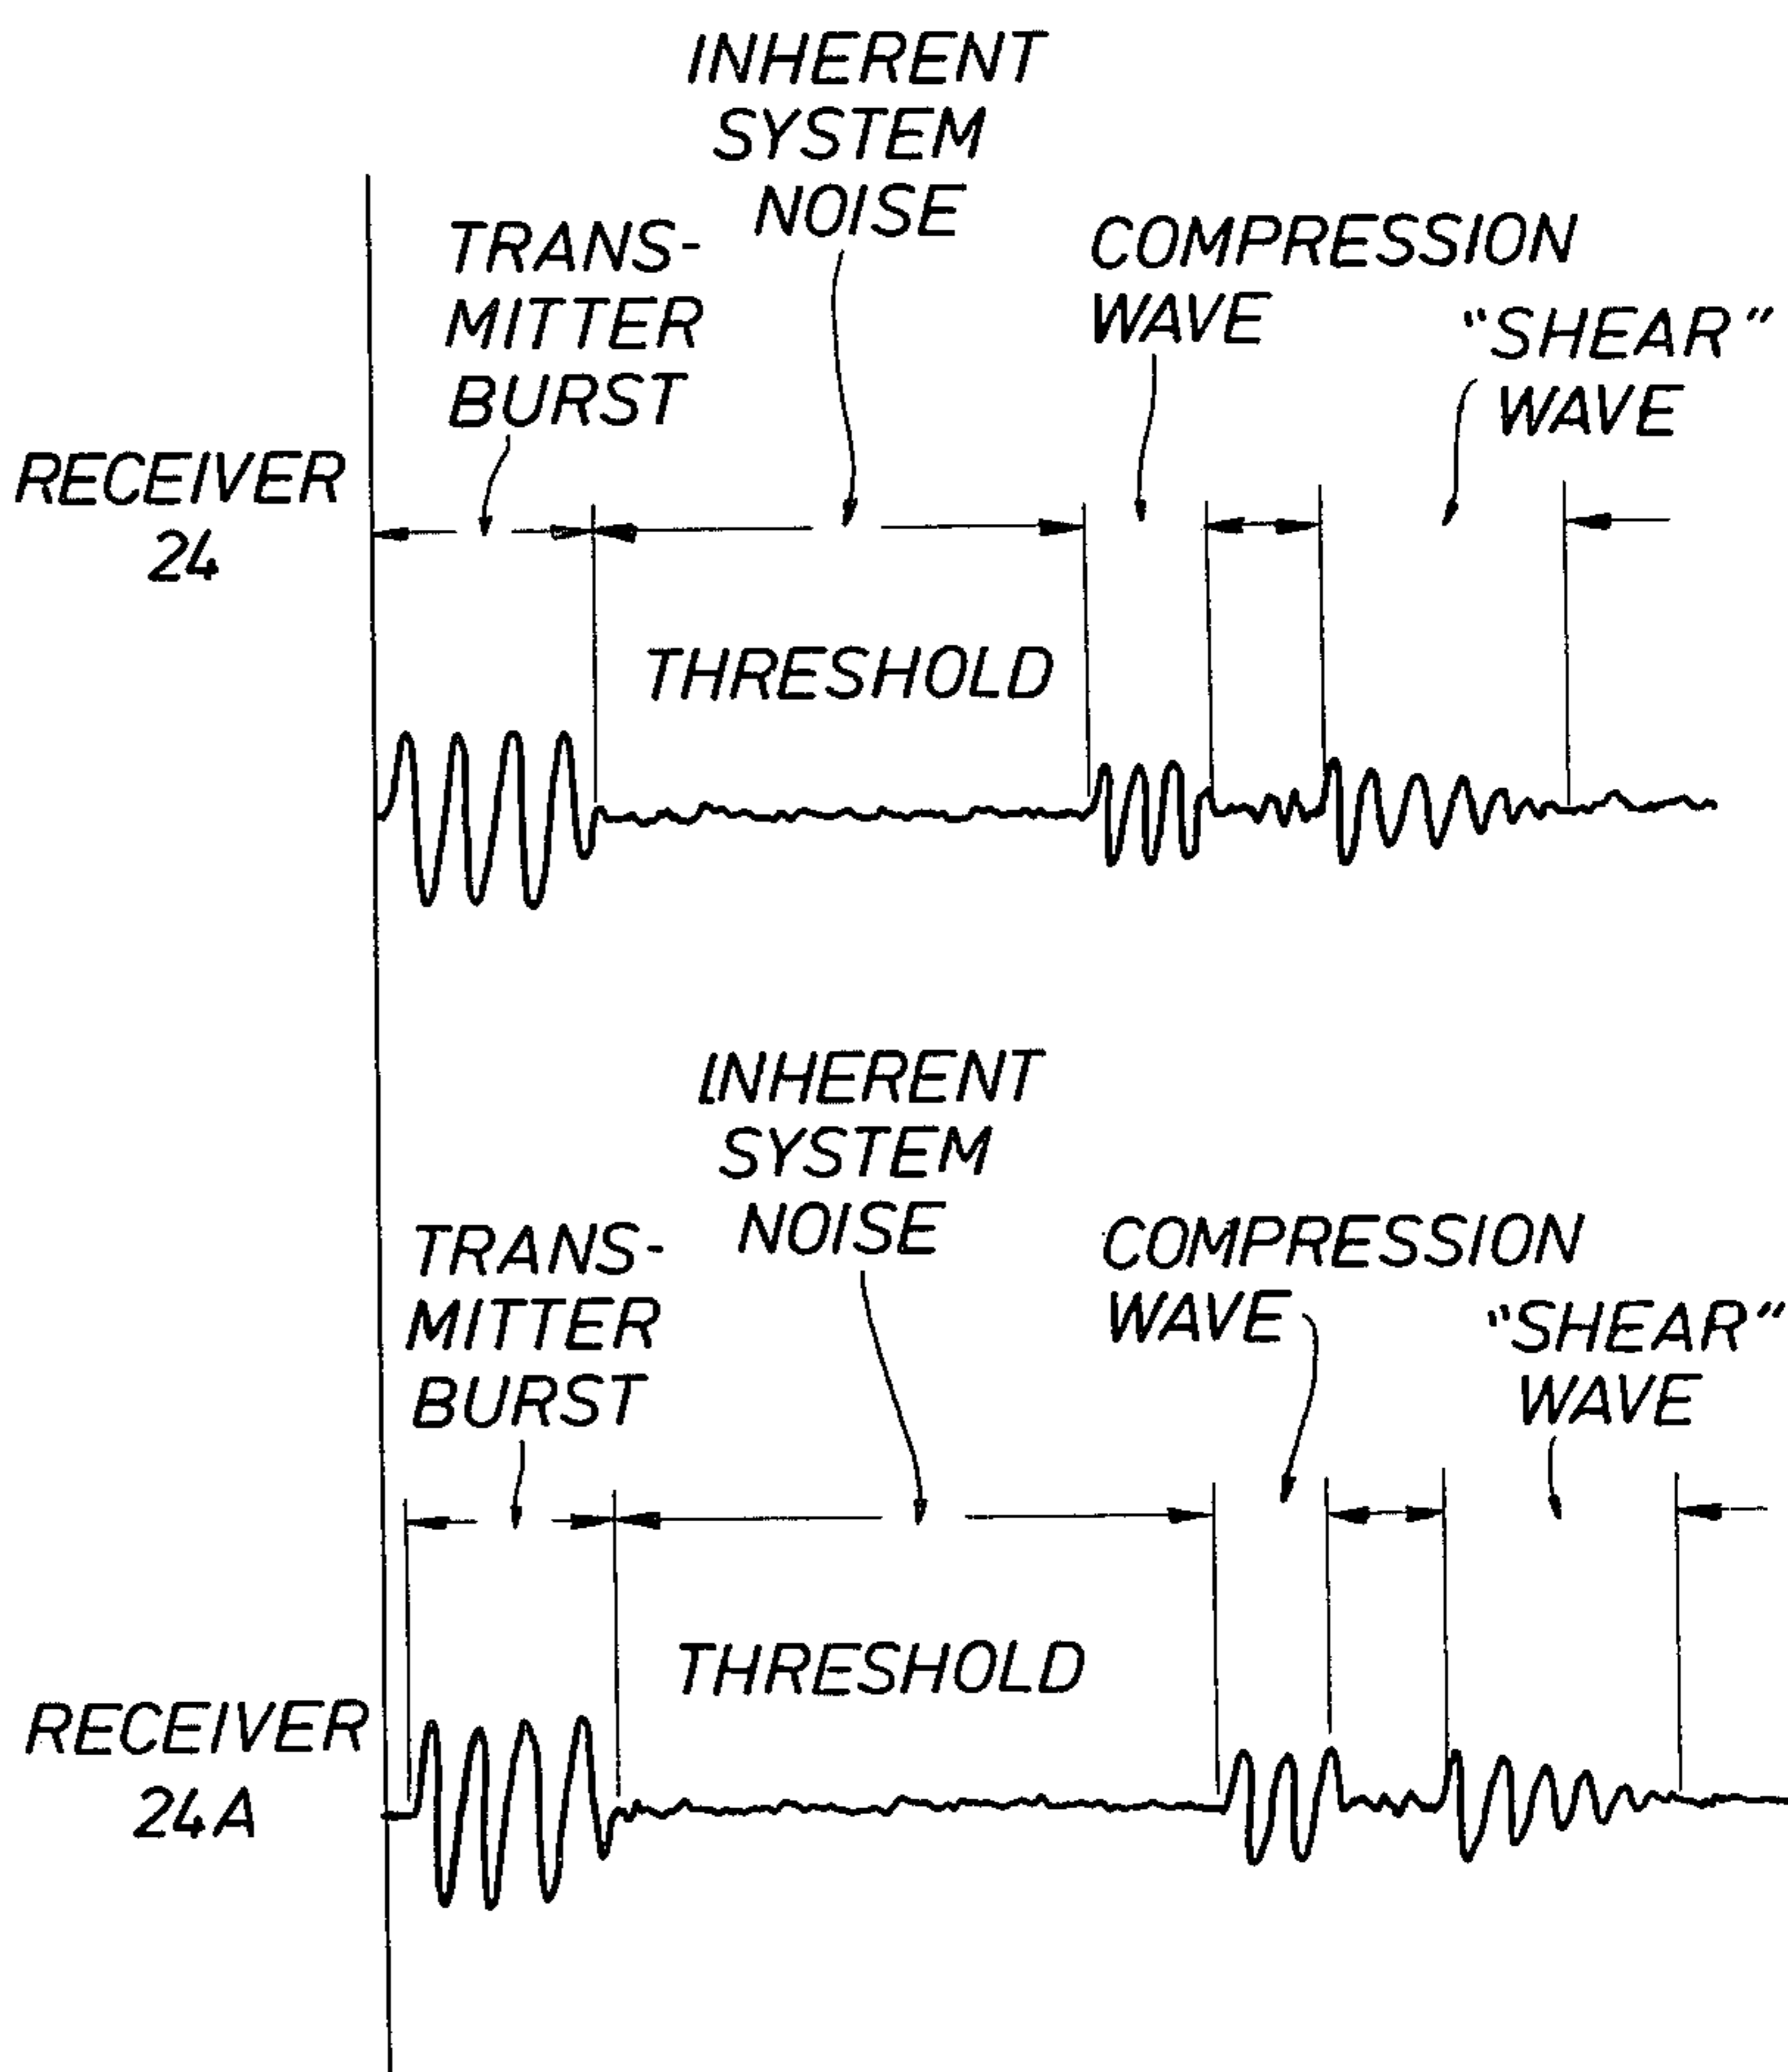 INHERENT
SYSTEM
NOISE
TRANS-
MITTER
BURST
COMPRESSION
WAVE
"SHEAR"
WAVE
RECEIVER
24
THRESHOLD
INHERENT
SYSTEM
NOISE
TRANS-
MITTER
BURST
COMPRESSION
WAVE
"SHEAR"
WAVE
THRESHOLD
RECEIVER
24A